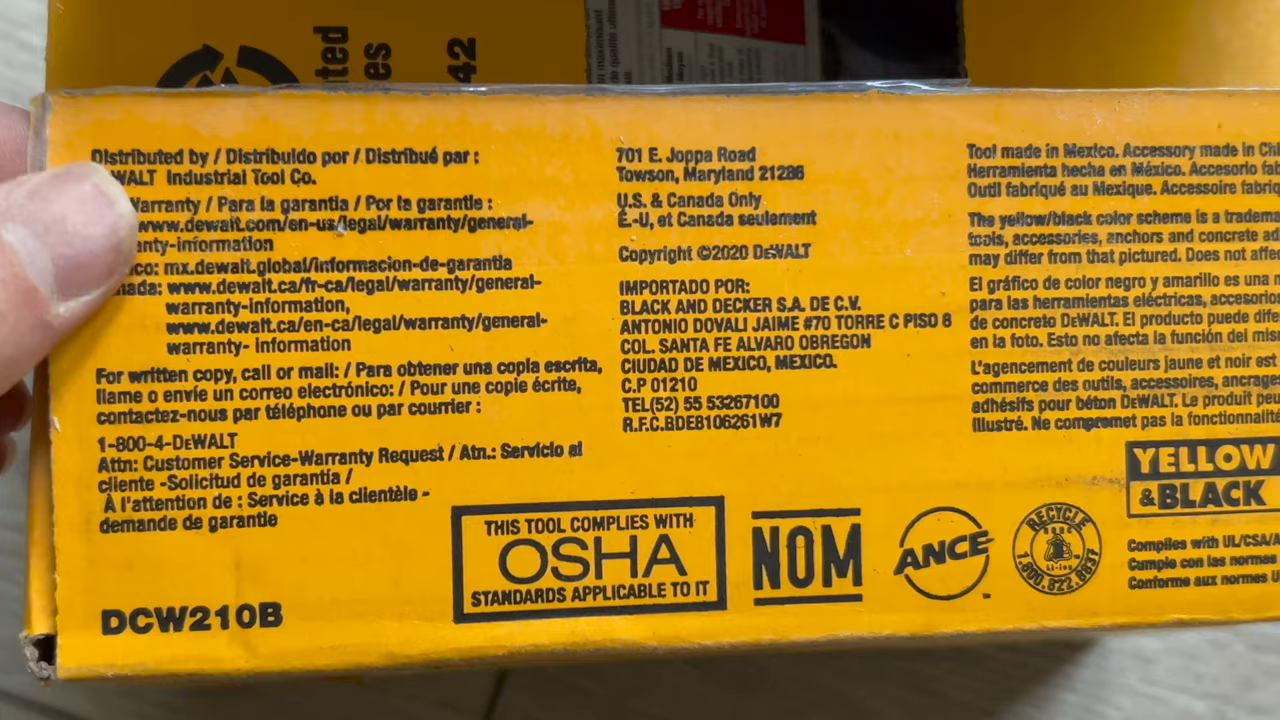 ted
es
42
Distributed by / Distribuido por / Distribué par :
WALT Industrial Tool Co.
Warranty / Para la garantía / Por la garantie :
www.dewalt.com/en-us/legal/warranty/general-
anty-information
co: mx.dewalt.global/informacion-de-garantia
nada: www.dewalt.ca/fr-ca/legal/warranty/general-
warranty-information,
www.dewalt.ca/en-ca/legal/warranty/general-
warranty- information
For written copy, call or mail: / Para obtener una copia escrita,
llame o envíe un correo electrónico: / Pour une copie écrite,
contactez-nous par téléphone ou par courrier :
1-800-4-DEWALT
Attn: Customer Service-Warranty Request / Atn.: Servicio al
cliente -Solicitud de garantía /
À l'attention de : Service à la clientèle -
demande de garantie
DCW210B
701 E. Joppa Road
Towson, Maryland 21286
U.S. & Canada Only
É.-U, et Canada seulement
Copyright ©2020 DEWALT
IMPORTADO POR:
BLACK AND DECKER S.A. DE C.V.
ANTONIO DOVALI JAIME #70 TORRE C PISO 8
COL. SANTA FE ALVARO OBREGON
CIUDAD DE MEXICO, MEXICO.
C.P 01210
TEL(52) 55 53267100
R.F.C.BDE8106261W7
THIS TOOL COMPLIES WITH
OSHA
STANDARDS APPLICABLE TO IT
NOM
ANCE
RECYCLE
Li-Ion
1.800.822.8837
Tool made in Mexico. Accessory made in Chi
Herramienta hecha en México. Accesorio fab
Outil fabriqué au Mexique. Accessoire fabriq
The yellow/black color scheme is a tradema
tools, accessories, anchors and concrete ad
may differ from that pictured. Does not affec
El gráfico de color negro y amarillo es una m
para las herramientas eléctricas, accesorio
de concreto DEWALT. El producto puede dife
en la foto. Esto no afecta la función del mis
L'agencement de couleurs jaune et noir est
commerce des outils, accessoires, ancrage
adhésifs pour béton DEWALT. Le produit peu
illustré. Ne compromet pas la fonctionnalité
YELLOW
&BLACK
Complies with UL/CSA/A
Cumple con las normas
Conforme aux normes U